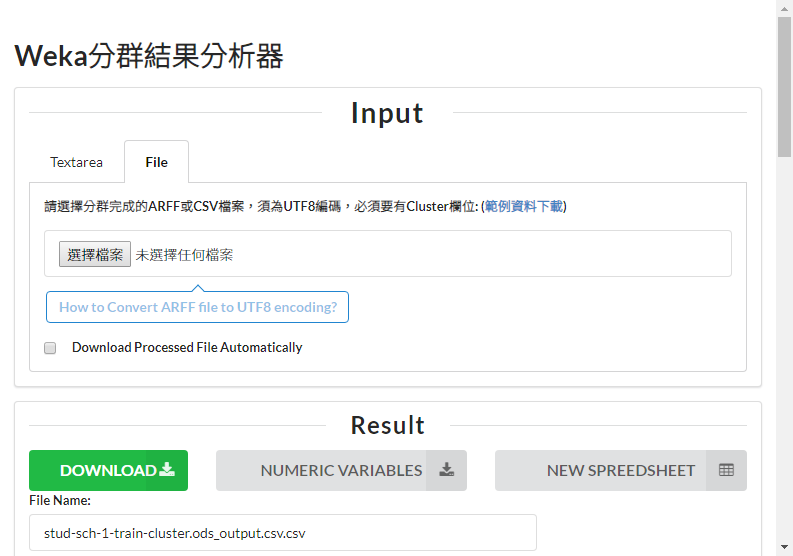 Weka分群結果分析器
Input
Textarea
File
請選擇分群完成的ARFF或CSV檔案，須為UTF8編碼，必須要有Cluster欄位: (範例資料下載)
選擇檔案 未選擇任何檔案
How to Convert ARFF file to UTF8 encoding?
Download Processed File Automatically
Result
DOWNLOAD
NUMERIC VARIABLES
NEW SPREEDSHEET
File Name:
stud-sch-1-train-cluster.ods_output.csv.csv